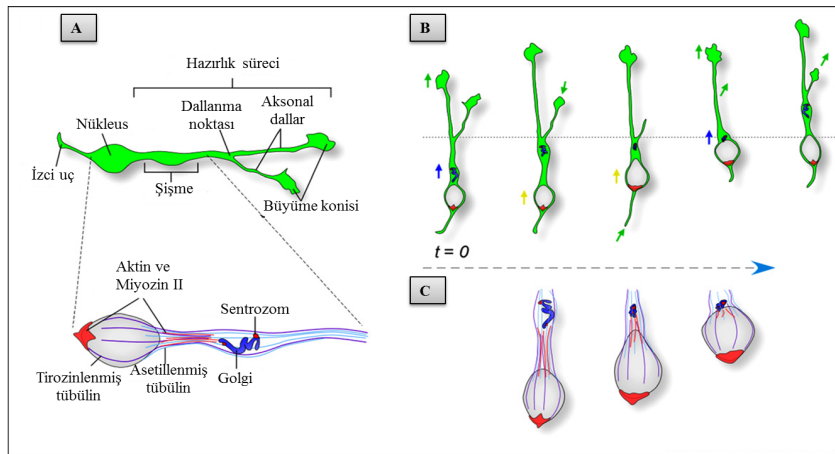 A
Hazırlık süreci
Nükleus
Dallanma
noktası
Aksonal
dallar
İzci uç
Şişme
Büyüme konisi
Aktin ve
Miyozin II
Sentrozom
Tirozinlenmiş
tübülin
Asetillenmiş
tübülin
Golgi
B
t = 0
C